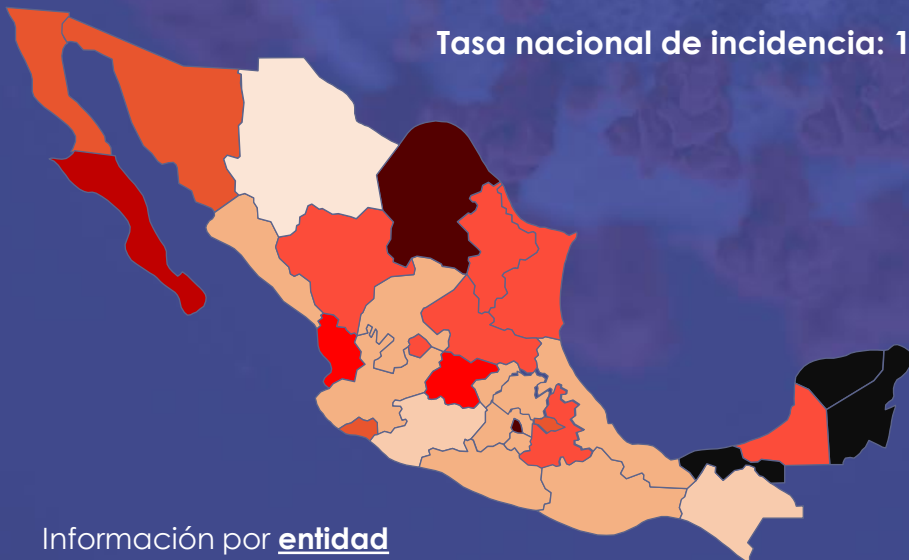 Tasa nacional de incidencia: 1
Información por entidad